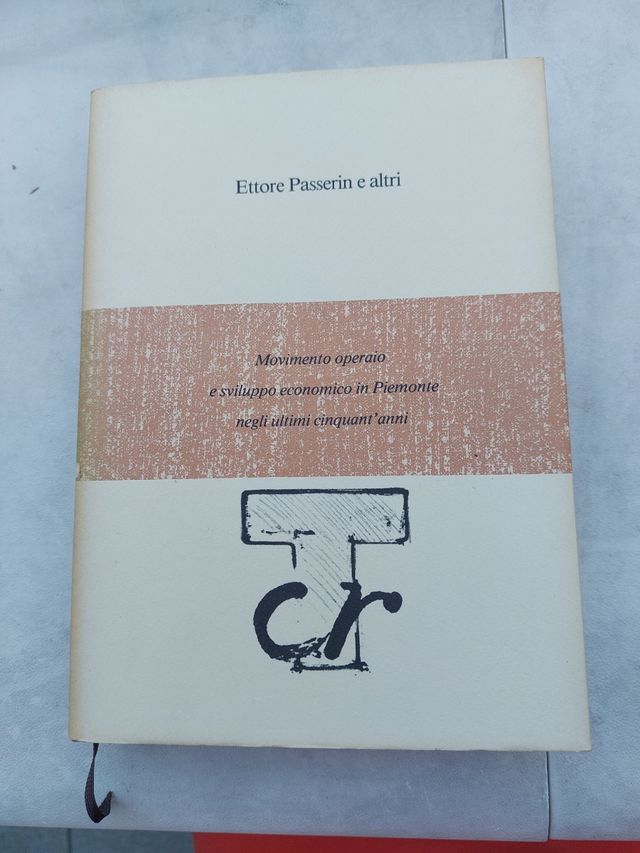 Ettore Passerin e altri
Movimento operaio
e sviluppo economico in Piemonte
negli ultimi cinquant'anni
T
cr